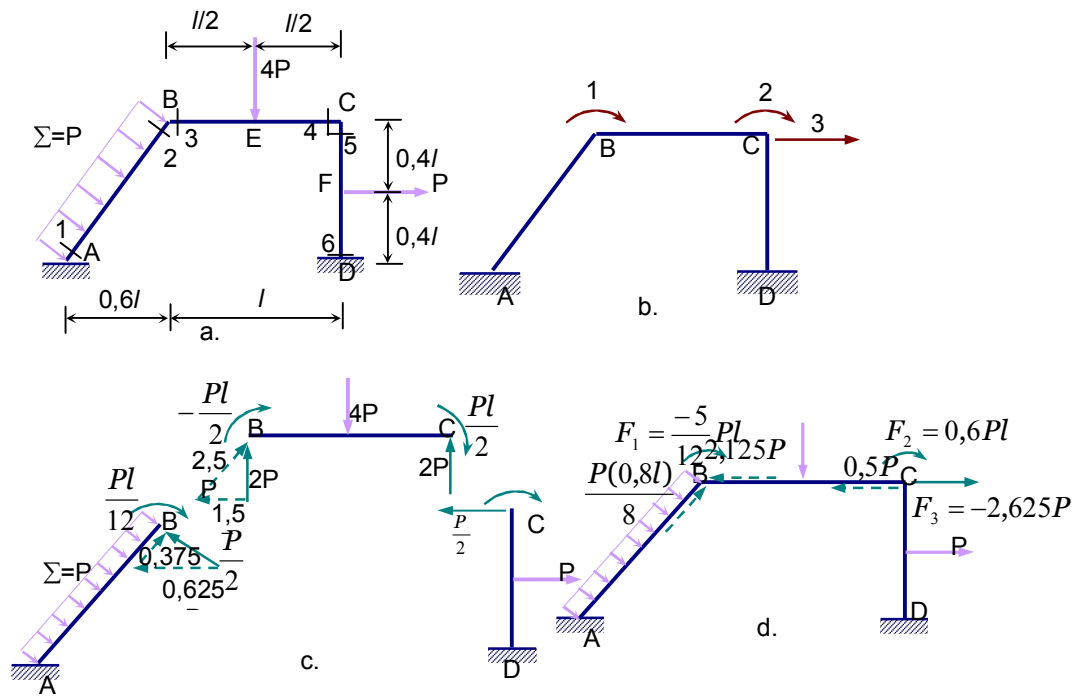 l/2
l/2
4P
B
C
Σ=P
3
E
4
2
5
0,4l
F
P
1
A
6
0,4l
D
0,6l
l
a.
1
2
3
B
C
A
D
b.
-Pl/2
B
4P
C
Pl/2
2,5
P
2P
2P
1,5
Pl/12
B
P/2
C
Σ=P
0,375
P/2
0,625
P
A
D
c.
F₁ = -5/12 Pl
2,125P
F₂ = 0,6Pl
B
0,5P
C
P(0,8l)/8
F₃ = -2,625P
P
A
D
d.